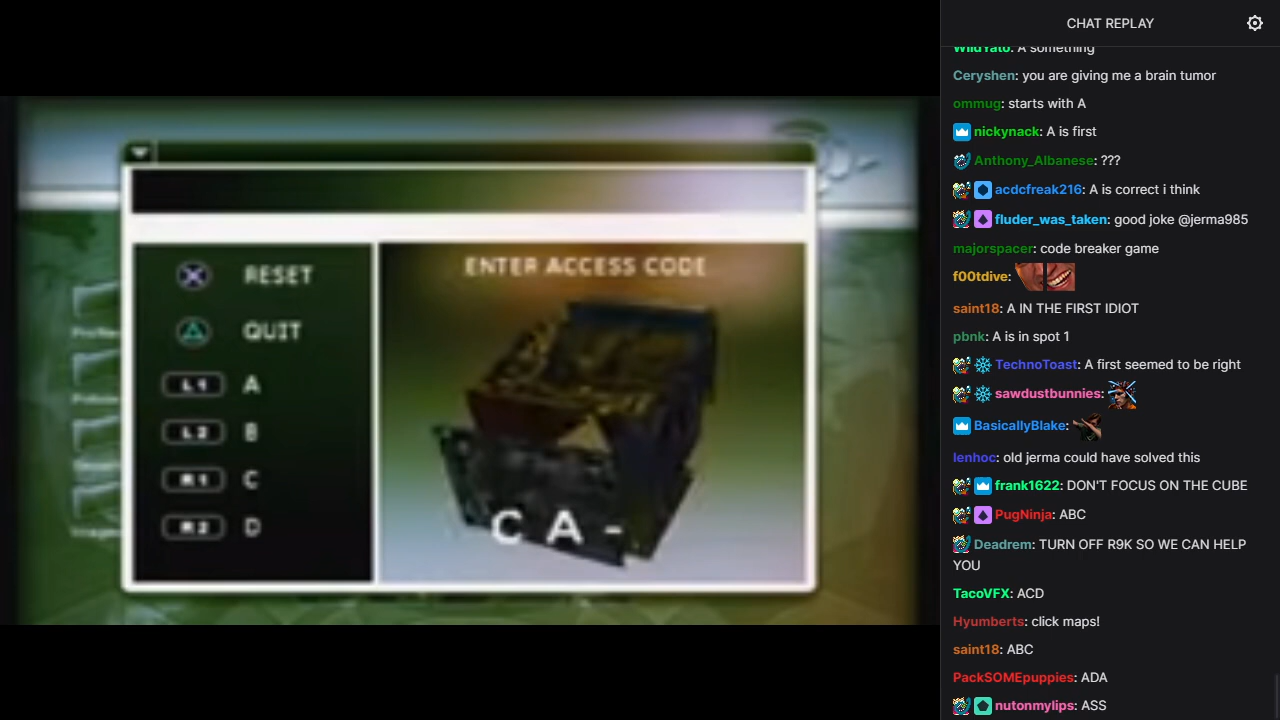 RESET
QUIT
L1 A
L2 B
R1 C
R2 D
ENTER ACCESS CODE
C A -
CHAT REPLAY
WildYato: A something
Ceryshen: you are giving me a brain tumor
ommug: starts with A
nickynack: A is first
Anthony_Albanese: ???
acdcfreak216: A is correct i think
fluder_was_taken: good joke @jerma985
majorspacer: code breaker game
f00tdive:
saint18: A IN THE FIRST IDIOT
pbnk: A is in spot 1
TechnoToast: A first seemed to be right
sawdustbunnies:
BasicallyBlake:
lenhoc: old jerma could have solved this
frank1622: DON'T FOCUS ON THE CUBE
PugNinja: ABC
Deadrem: TURN OFF R9K SO WE CAN HELP
YOU
TacoVFX: ACD
Hyumberts: click maps!
saint18: ABC
PackSOMEpuppies: ADA
nutonmylips: ASS